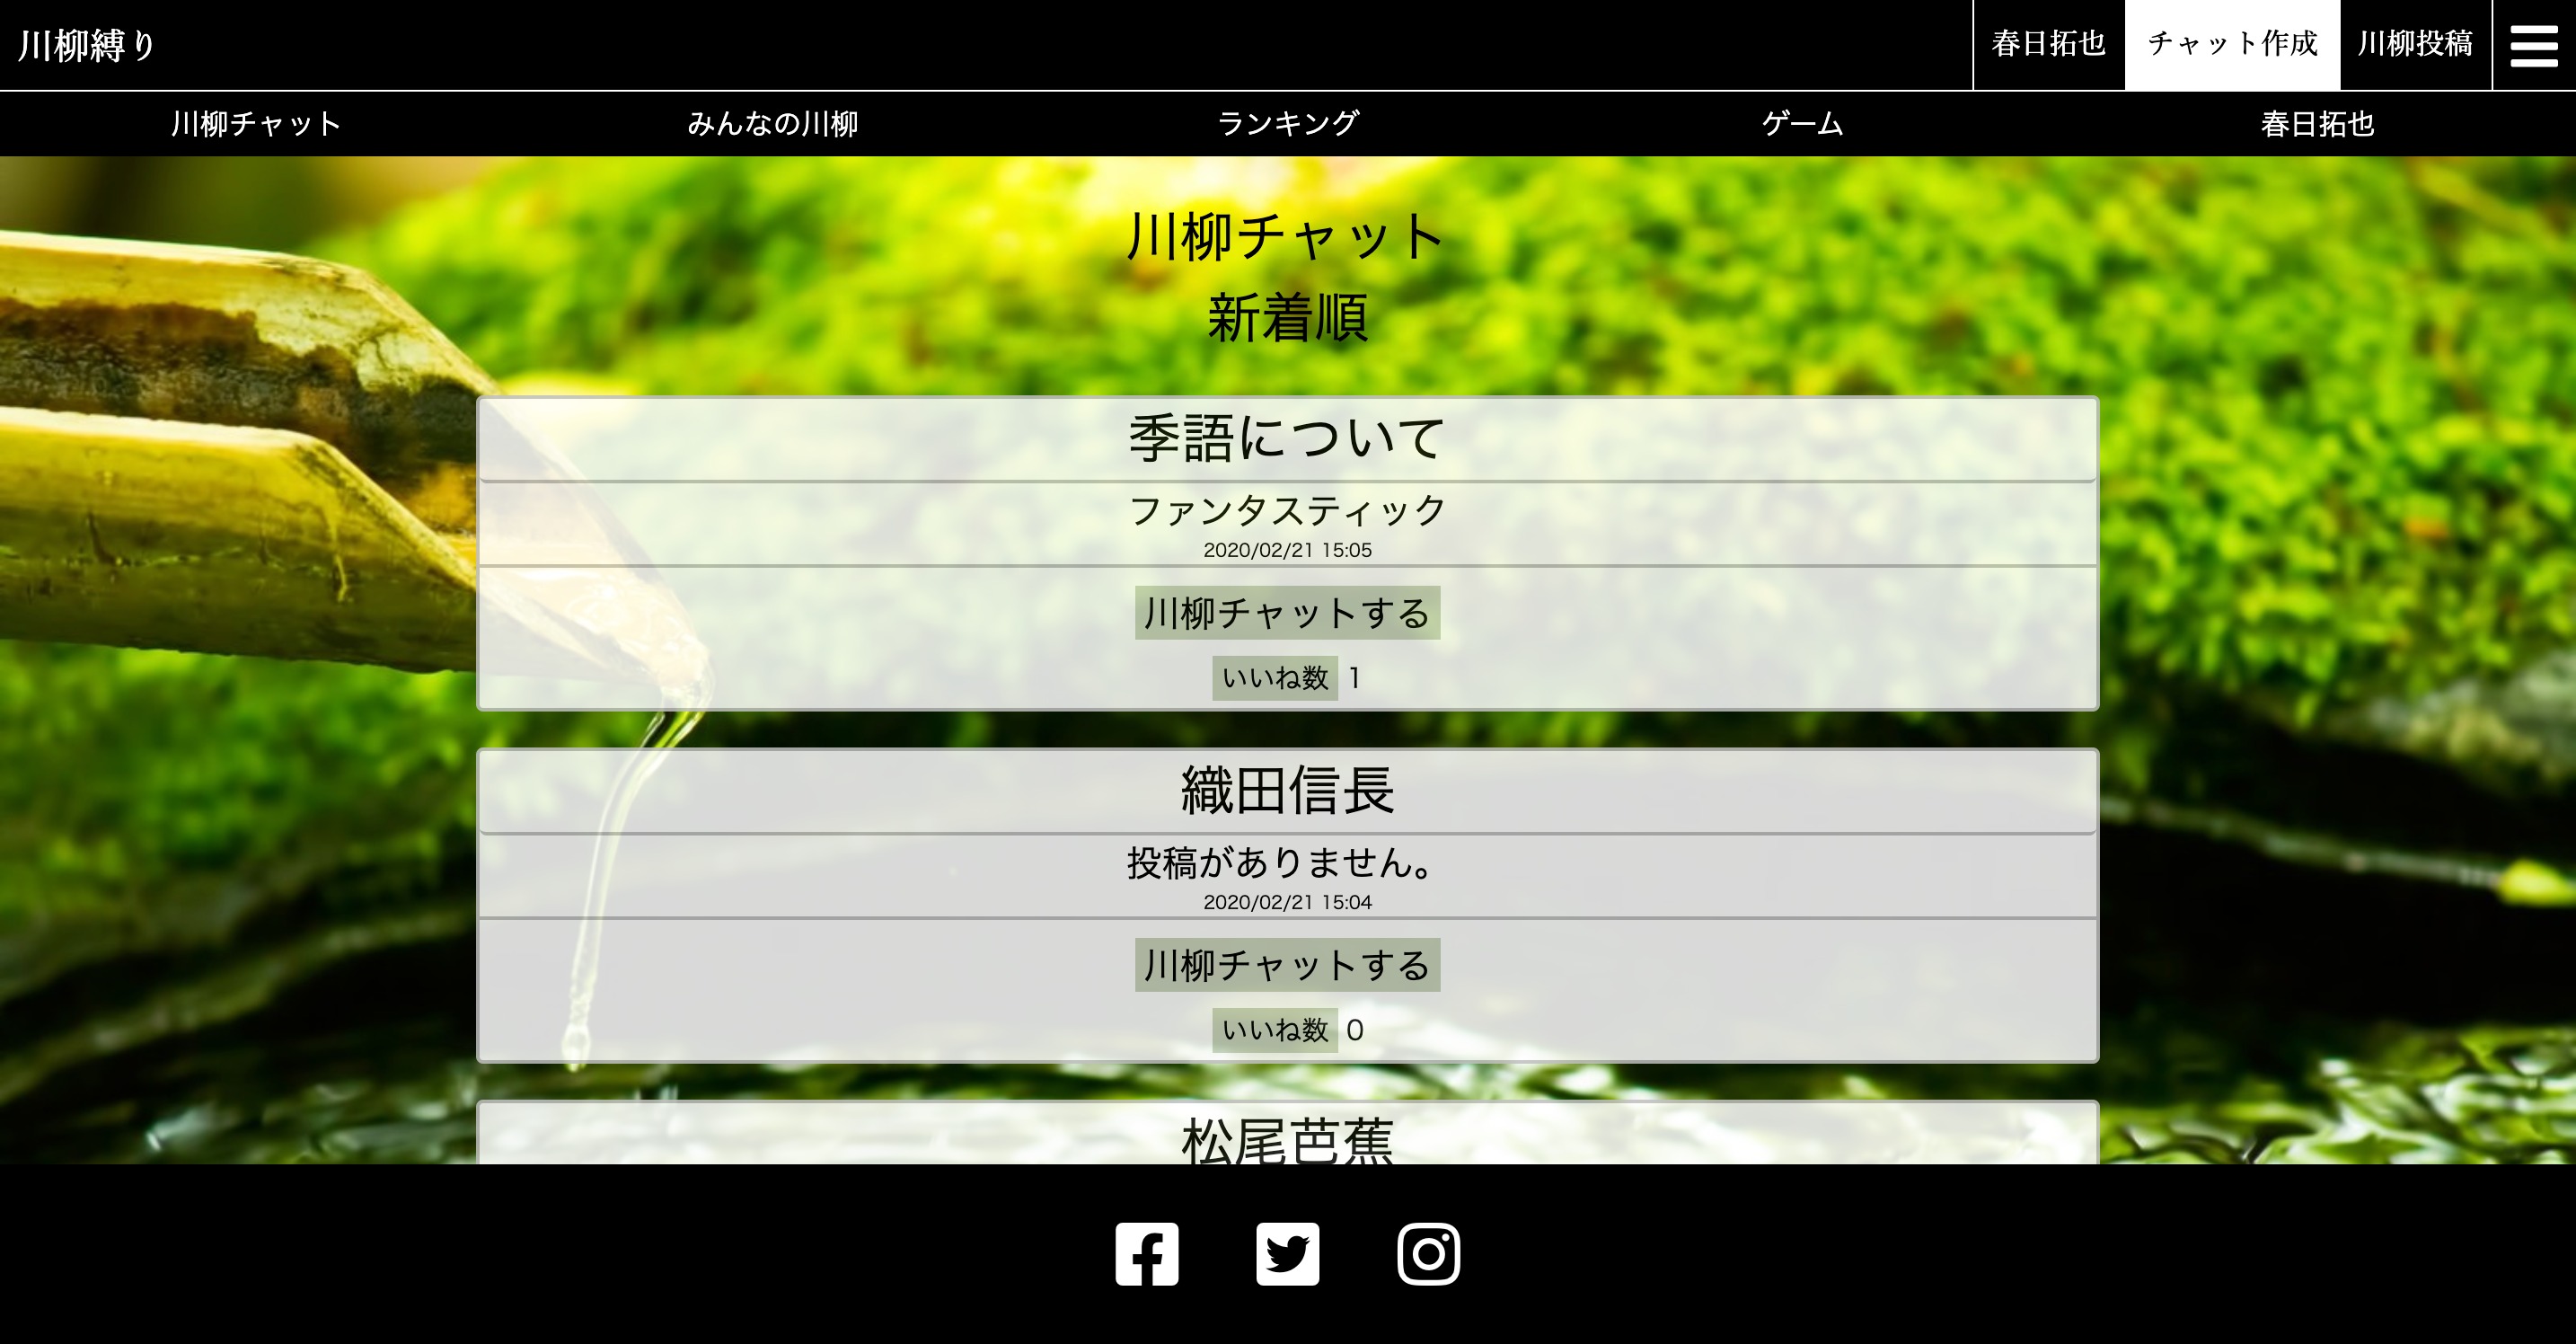 川柳縛り
春日拓也
チャット作成
川柳投稿
川柳チャット
みんなの川柳
ランキング
ゲーム
春日拓也
川柳チャット
新着順
季語について
ファンタスティック
2020/02/21 15:05
川柳チャットする
いいね数 1
織田信長
投稿がありません。
2020/02/21 15:04
川柳チャットする
いいね数 0
松尾芭蕉